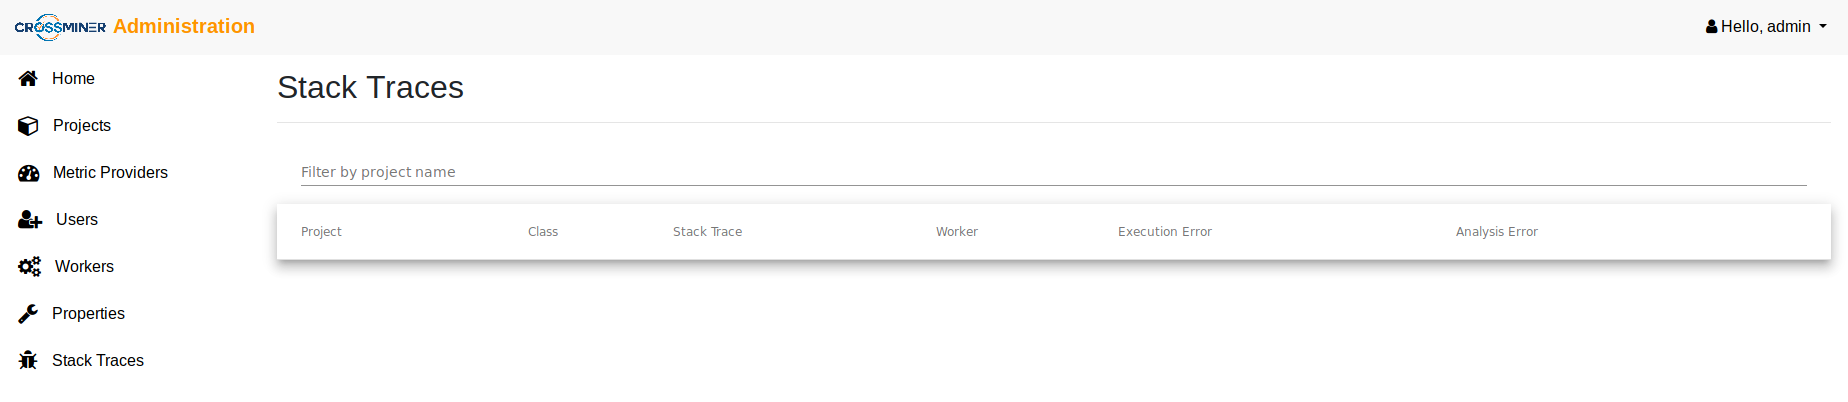 CROSSMINER Administration
Hello, admin
Home
Projects
Metric Providers
Users
Workers
Properties
Stack Traces
Stack Traces
Filter by project name
Project Class Stack Trace Worker Execution Error Analysis Error